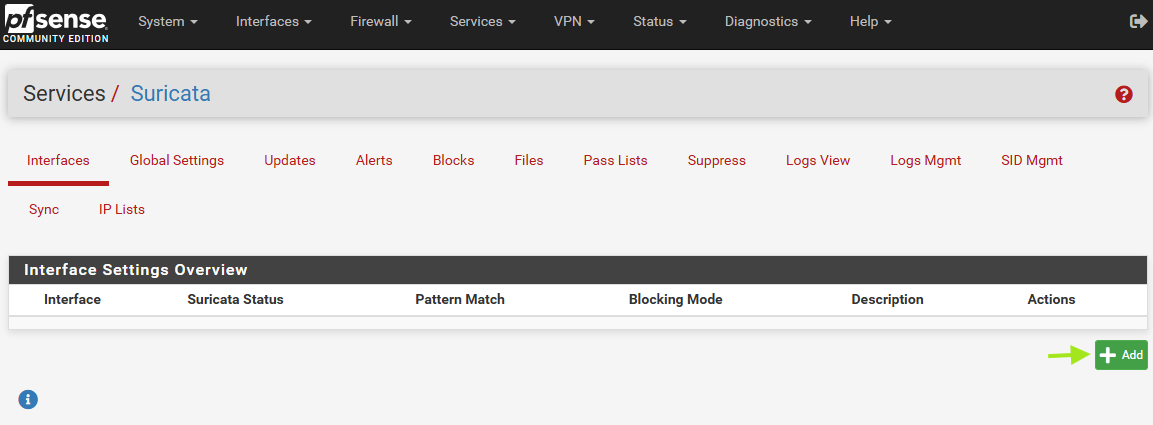 pfsense
COMMUNITY EDITION
System Interfaces Firewall Services VPN Status Diagnostics Help
Services / Suricata
Interfaces Global Settings Updates Alerts Blocks Files Pass Lists Suppress Logs View Logs Mgmt SID Mgmt
Sync IP Lists
Interface Settings Overview
Interface Suricata Status Pattern Match Blocking Mode Description Actions
Add